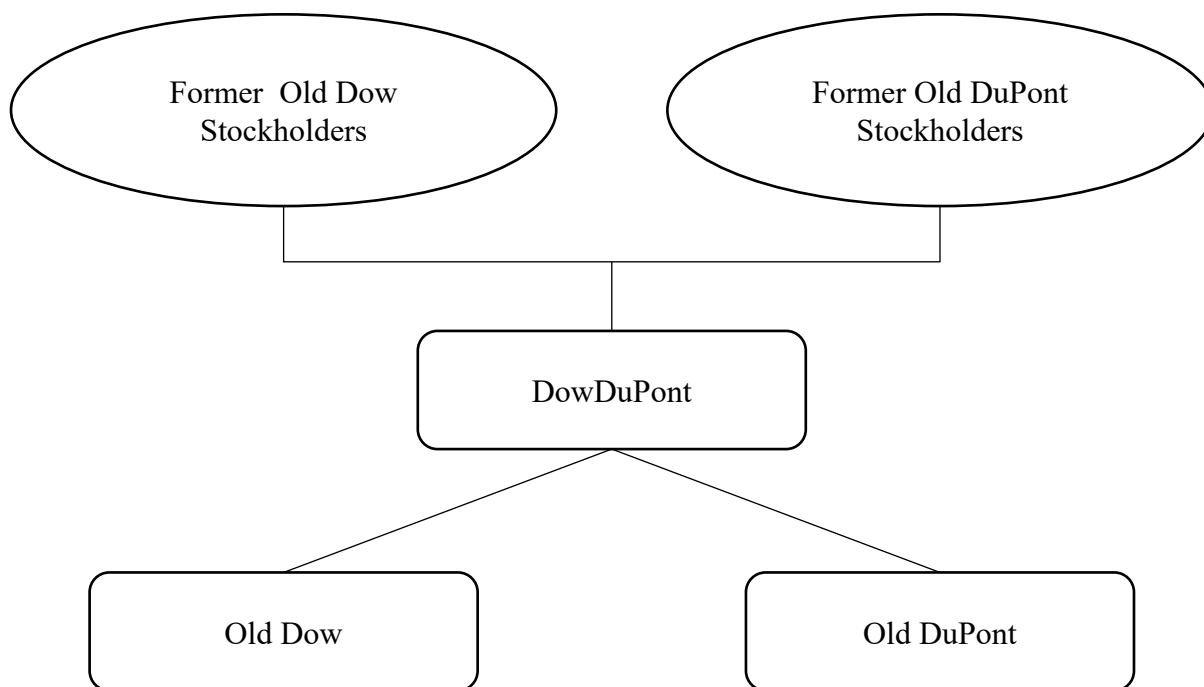 Former  Old Dow
Stockholders
Former Old DuPont
Stockholders
DowDuPont
Old Dow
Old DuPont